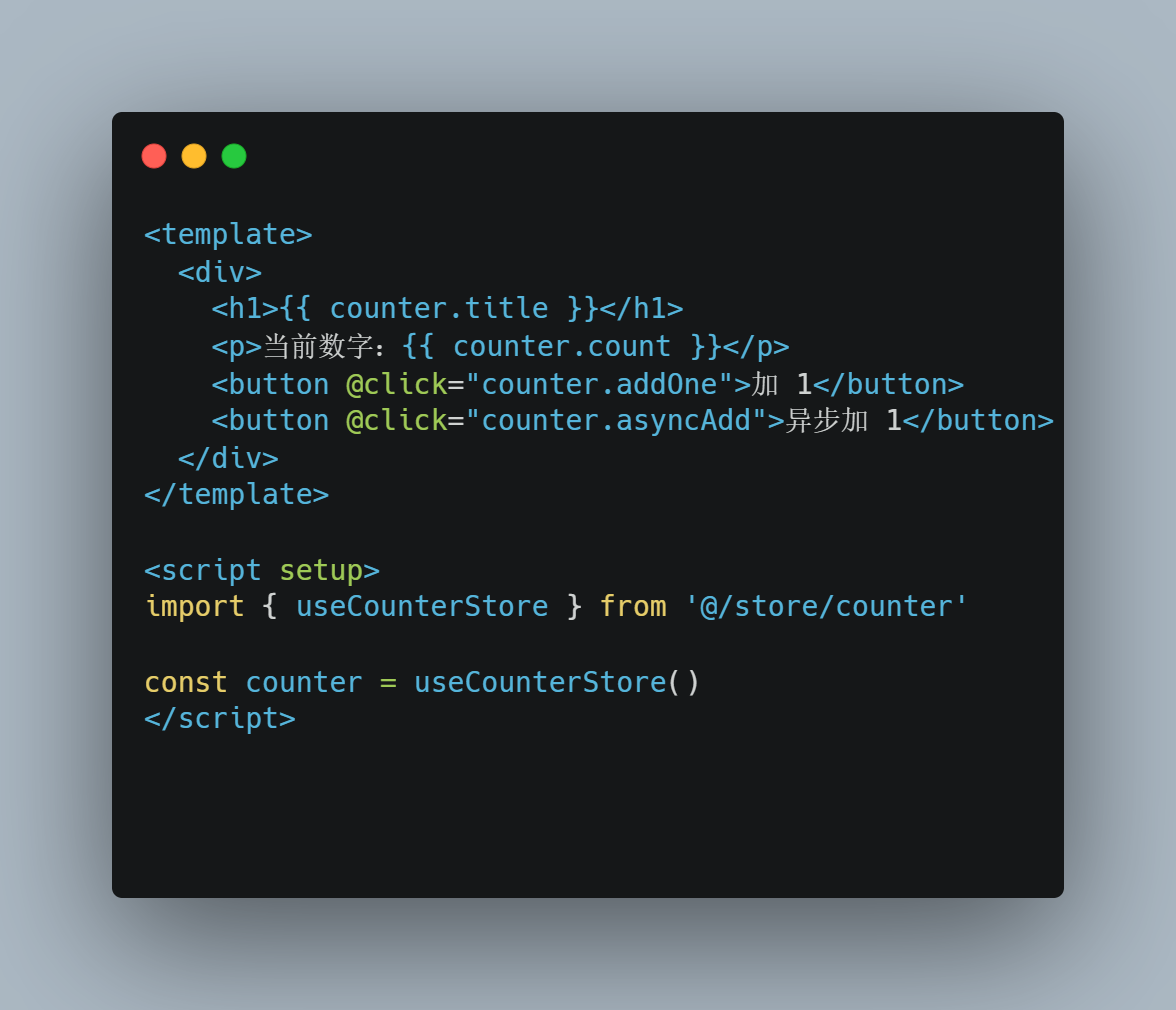 <template>
  <div>
    <h1>{{ counter.title }}</h1>
    <p>当前数字：{{ counter.count }}</p>
    <button @click="counter.addOne">加 1</button>
    <button @click="counter.asyncAdd">异步加 1</button>
  </div>
</template>

<script setup>
import { useCounterStore } from '@/store/counter'

const counter = useCounterStore()
</script>